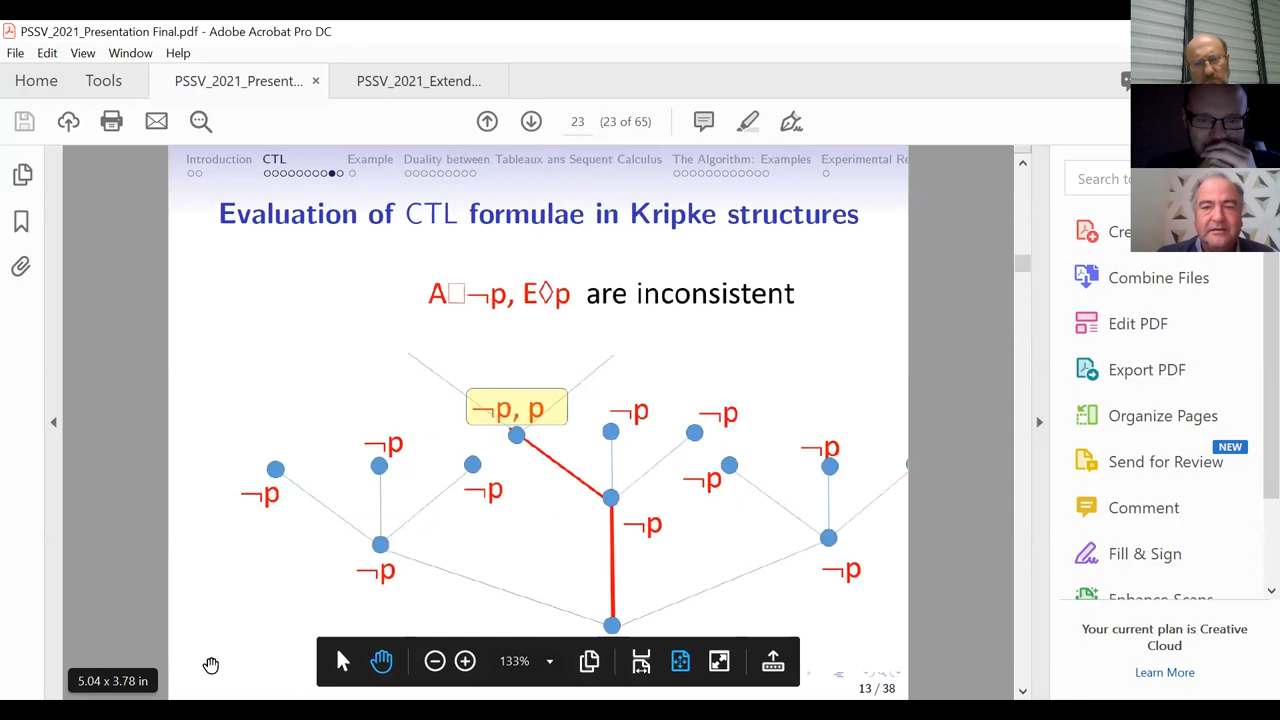 PSSV_2021_Presentation Final.pdf - Adobe Acrobat Pro DC
File Edit View Window Help
Home Tools PSSV_2021_Present... × PSSV_2021_Extend...
23 (23 of 65)
Introduction CTL Example Duality between Tableaux ans Sequent Calculus The Algorithm: Examples Experimental Re
Evaluation of CTL formulae in Kripke structures
A□¬p, E◊p are inconsistent
¬p, p ¬p ¬p
¬p ¬p
¬p ¬p ¬p
¬p
¬p ¬p
133%
5.04 x 3.78 in
13 / 38
Search to
Cre
Combine Files
Edit PDF
Export PDF
Organize Pages
NEW
Send for Review
Comment
Fill & Sign
Enhance Scans
Your current plan is Creative
Cloud
Learn More